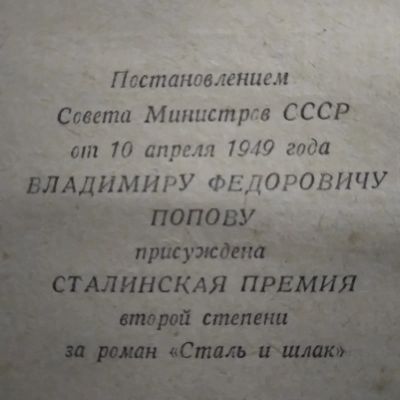 Постановлением
Совета Министров СССР
от 10 апреля 1949 года
ВЛАДИМИРУ ФЕДОРОВИЧУ
ПОПОВУ
присуждена
СТАЛИНСКАЯ ПРЕМИЯ
второй степени
за роман «Сталь и шлак»